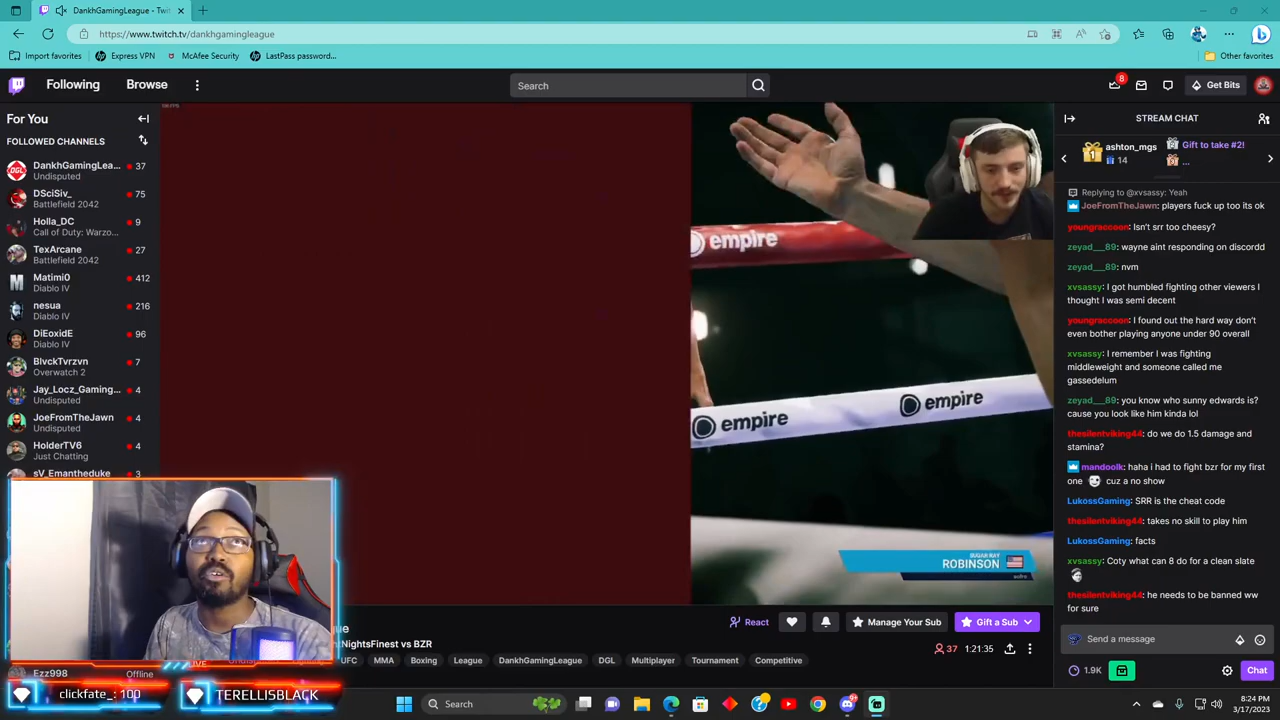 DankhGamingLeague - Twit
https://www.twitch.tv/dankhgamingleague
Import favorites
Express VPN
McAfee Security
LastPass password...
Other favorites
Following
Browse
Search
8
Get Bits
For You
FOLLOWED CHANNELS
DankhGamingLea... 37
Undisputed
DSciSiv_ 75
Battlefield 2042
Holla_DC 9
Call of Duty: Warzo...
TexArcane 27
Battlefield 2042
Matimi0 412
Diablo IV
nesua 216
Diablo IV
DiEoxidE 96
Diablo IV
BlvckTvrzvn 7
Overwatch 2
Jay_Locz_Gaming... 4
Undisputed
JoeFromTheJawn 4
Undisputed
HolderTV6 4
Just Chatting
sV_Emantheduke 3
Ezz998 Offline
LIVE
clickfate_: 100
TERELLISBLACK
empire
empire
empire
SUGAR RAY
ROBINSON
React
Manage Your Sub
Gift a Sub
NightsFinest vs BZR
37
1:21:35
UFC
MMA
Boxing
League
DankhGamingLeague
DGL
Multiplayer
Tournament
Competitive
STREAM CHAT
ashton_mgs
14
Gift to take #2!
...
Replying to @xvsassy: Yeah
JoeFromTheJawn: players fuck up to its ok
youngraccoon: Isn't srr too cheesy?
zeyad___89: wayne aint responding on discordd
zeyad___89: nvm
xvsassy: I got humbled fighting other viewers I
thought I was semi decent
youngraccoon: I found out the hard way don't
even bother playing anyone under 90 overall
xvsassy: I remember I was fighting
middleweight and someone called me
gassedelum
zeyad___89: you know who sunny edwards is?
cause you look like him kinda lol
thesilentviking44: do we do 1.5 damage and
stamina?
mandoolk: haha i had to fight bzr for my first
one cuz a no show
LukossGaming: SRR is the cheat code
thesilentviking44: takes no skill to play him
LukossGaming: facts
xvsassy: Coty what can 8 do for a clean slate
thesilentviking44: he needs to be banned ww
for sure
Send a message
1.9K
Chat
Search
8:24 PM
3/17/2023